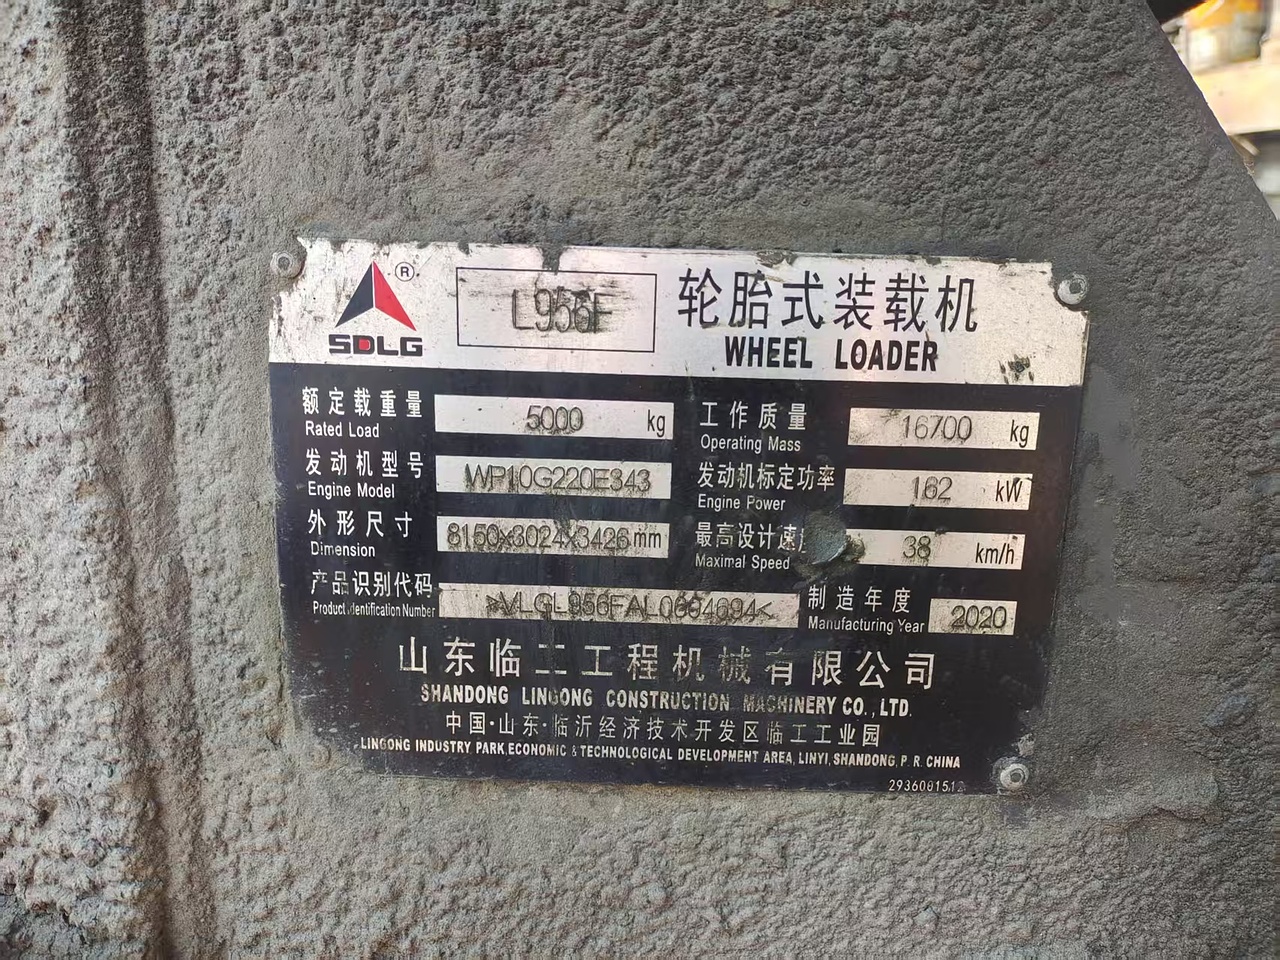 ®
SDLG
L956F
轮胎式装载机
WHEEL LOADER
额定载重量 5000 kg
Rated Load
工作质量 16700 kg
Operating Mass
发动机型号 WP10G220E343
Engine Model
发动机标定功率 162 kW
Engine Power
外形尺寸 8150x3024x3426 mm
Dimension
最高设计速 38 km/h
Maximal Speed
产品识别代码
Product Identification Number
制造年度 2020
Manufacturing Year
山东临工工程机械有限公司
SHANDONG LINGONG CONSTRUCTION MACHINERY CO., LTD.
中国·山东·临沂经济技术开发区临工工业园
LINGONG INDUSTRY PARK, ECONOMIC & TECHNOLOGICAL DEVELOPMENT AREA, LINYI, SHANDONG, P. R. CHINA